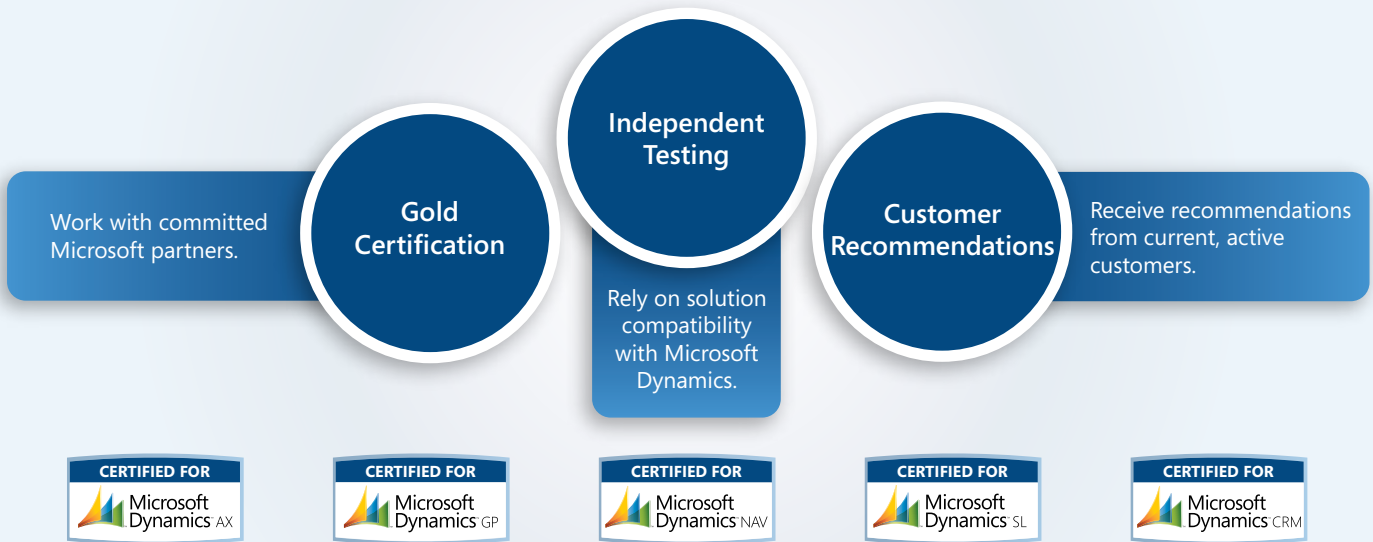 Independent
Testing
Gold
Certification
Customer
Recommendations
Work with committed
Microsoft partners.
Receive recommendations
from current, active
customers.
Rely on solution
compatibility
with Microsoft
Dynamics.
CERTIFIED FOR
Microsoft
Dynamics AX
CERTIFIED FOR
Microsoft
Dynamics GP
CERTIFIED FOR
Microsoft
Dynamics NAV
CERTIFIED FOR
Microsoft
Dynamics SL
CERTIFIED FOR
Microsoft
Dynamics CRM